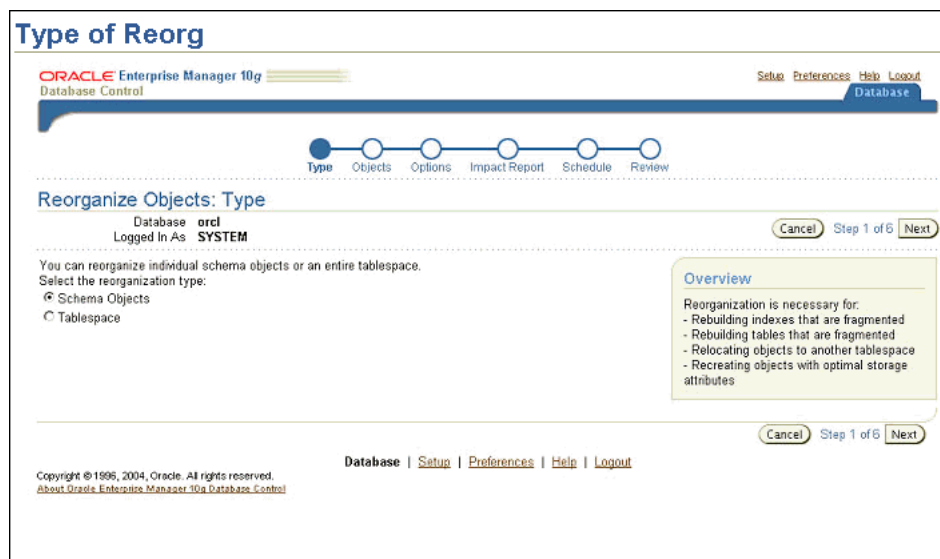 Type of Reorg
ORACLE Enterprise Manager 10g
Database Control
Setup Preferences Help Logout
Database
Type Objects Options Impact Report Schedule Review
Reorganize Objects: Type
Database orcl
Logged In As SYSTEM
Cancel Step 1 of 6 Next
You can reorganize individual schema objects or an entire tablespace.
Select the reorganization type:
Schema Objects
Tablespace
Overview
Reorganization is necessary for:
- Rebuilding indexes that are fragmented
- Rebuilding tables that are fragmented
- Relocating objects to another tablespace
- Recreating objects with optimal storage
attributes
Cancel Step 1 of 6 Next
Database | Setup | Preferences | Help | Logout
Copyright © 1996, 2004, Oracle. All rights reserved.
About Oracle Enterprise Manager 10g Database Control